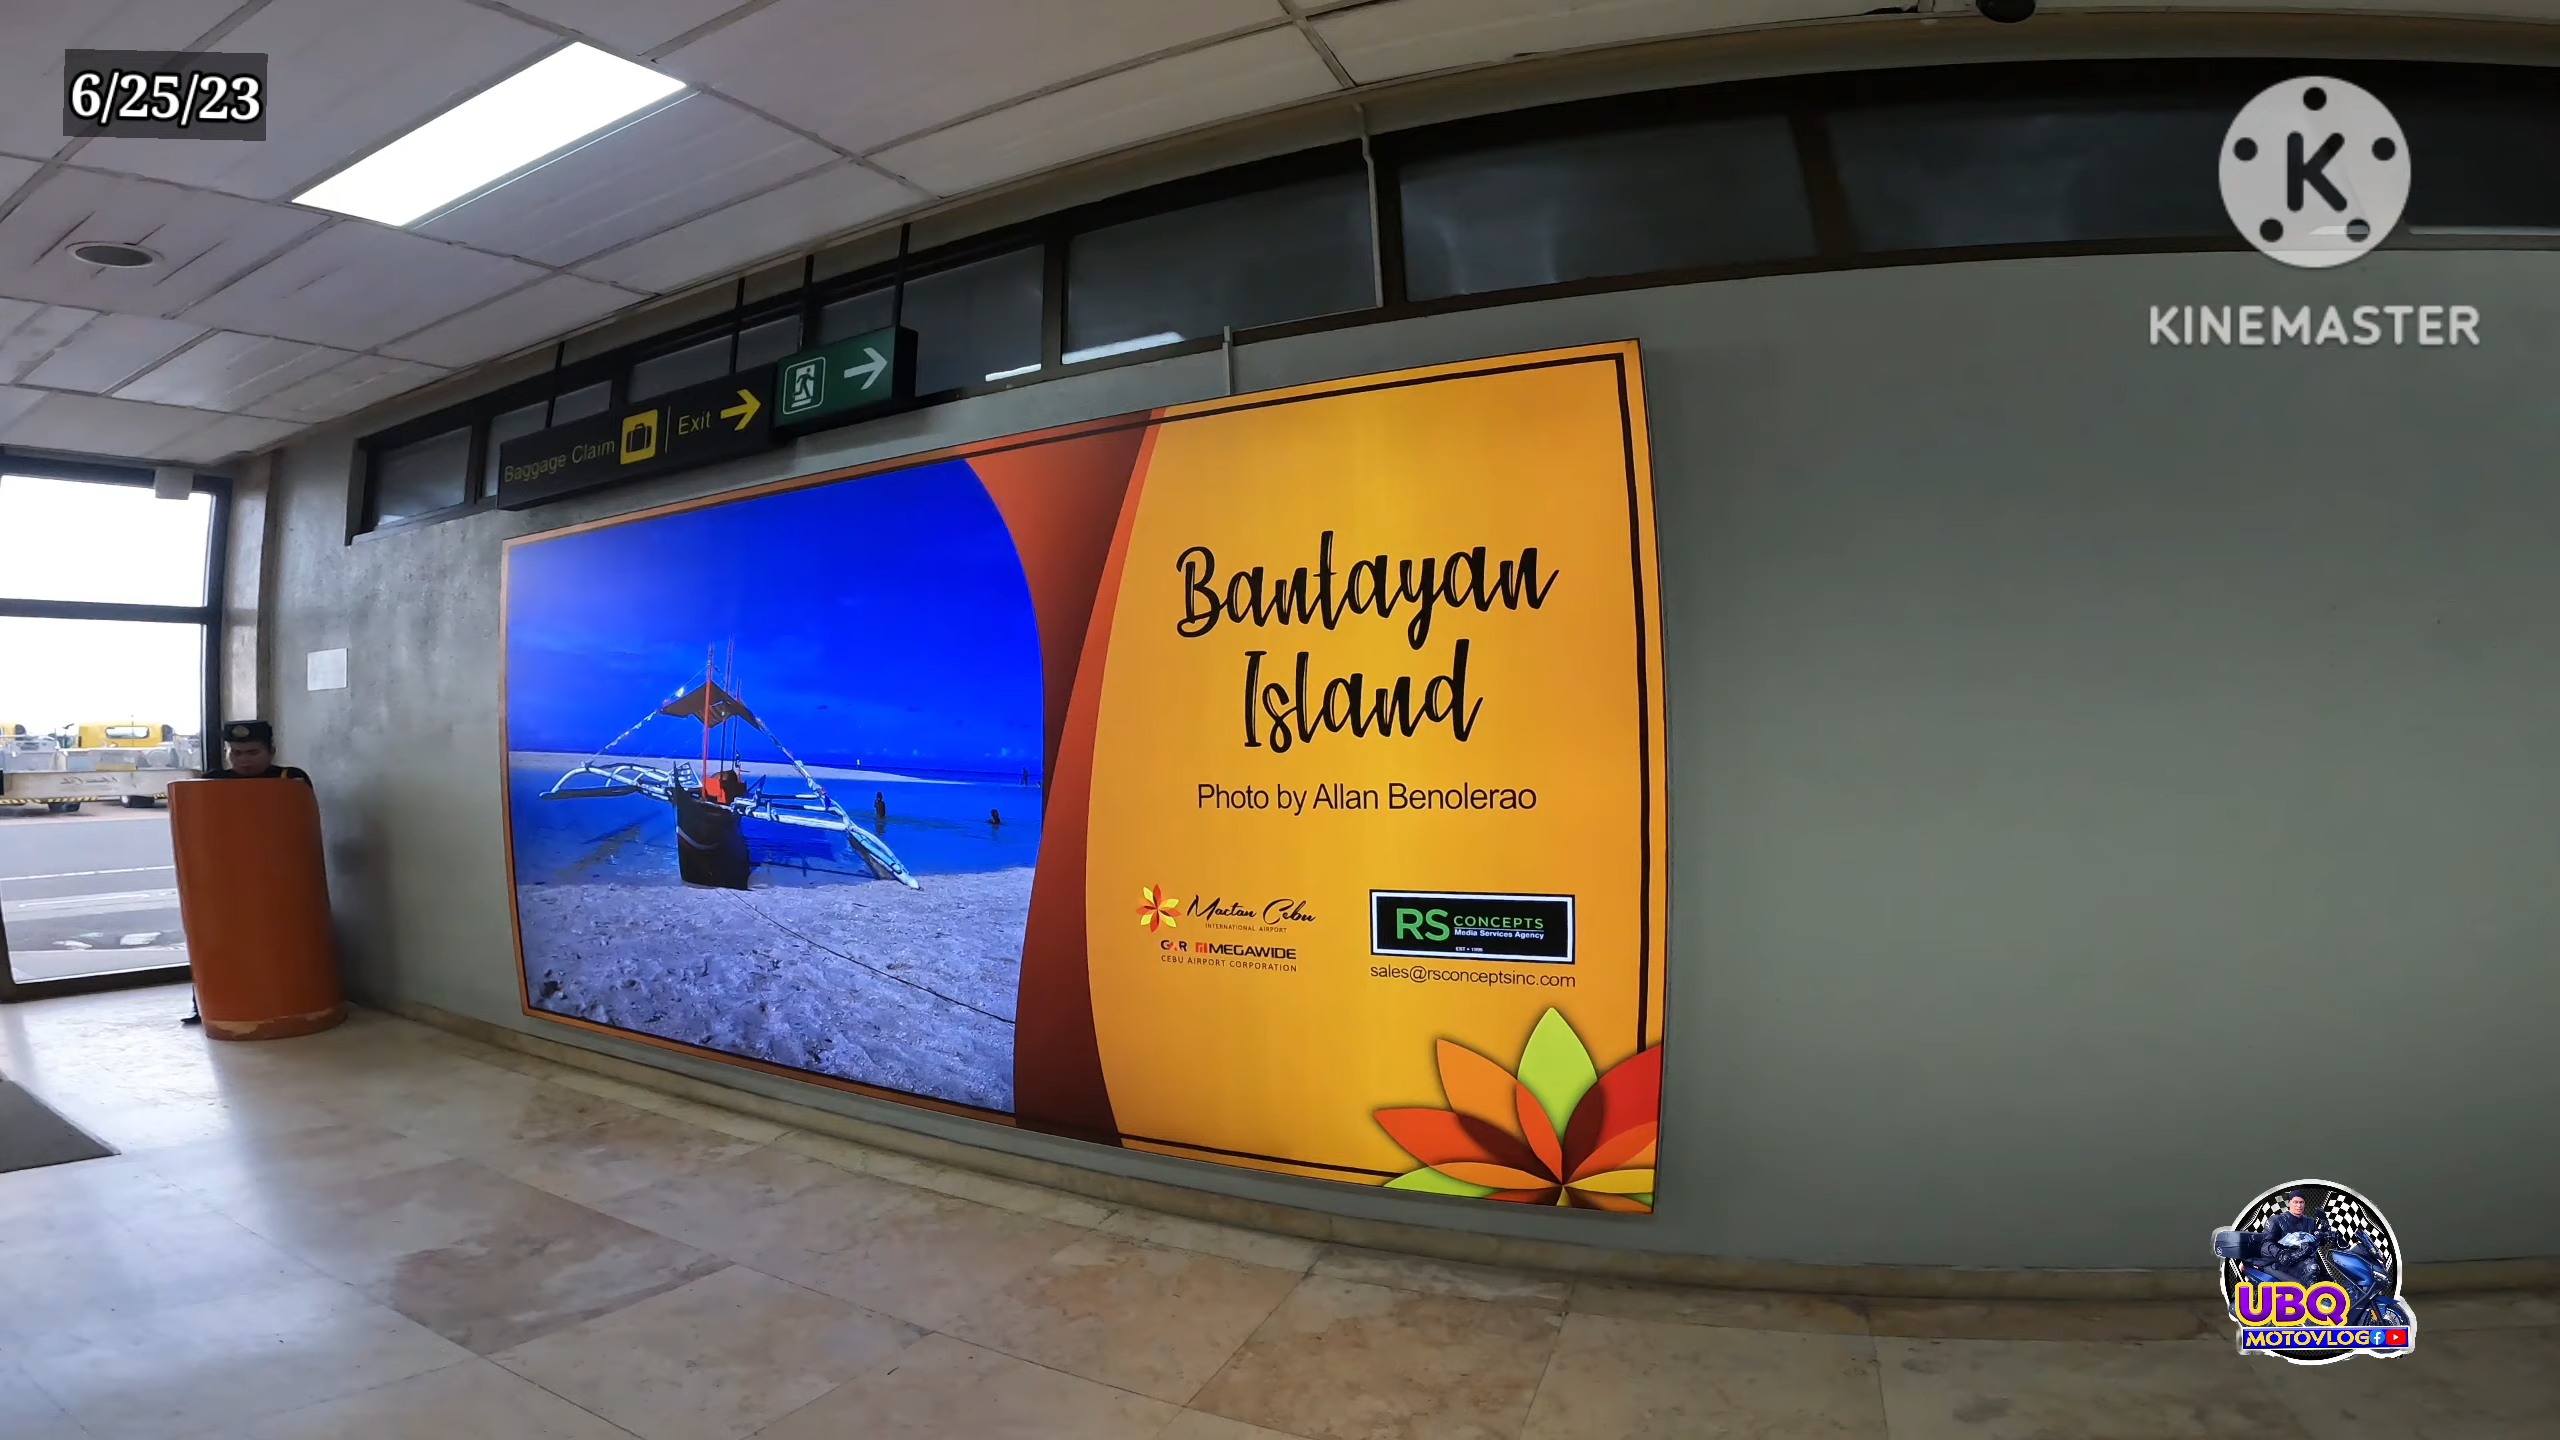 6/25/23
K
KINEMASTER
Baggage Claim
Exit
Bantayan
Island
Photo by Allan Benolerao
Mactan Cebu
INTERNATIONAL AIRPORT
GMR MEGAWIDE
CEBU AIRPORT CORPORATION
RS CONCEPTS
Media Services Agency
sales@rsconceptsinc.com
UBQ
MOTOVLOG